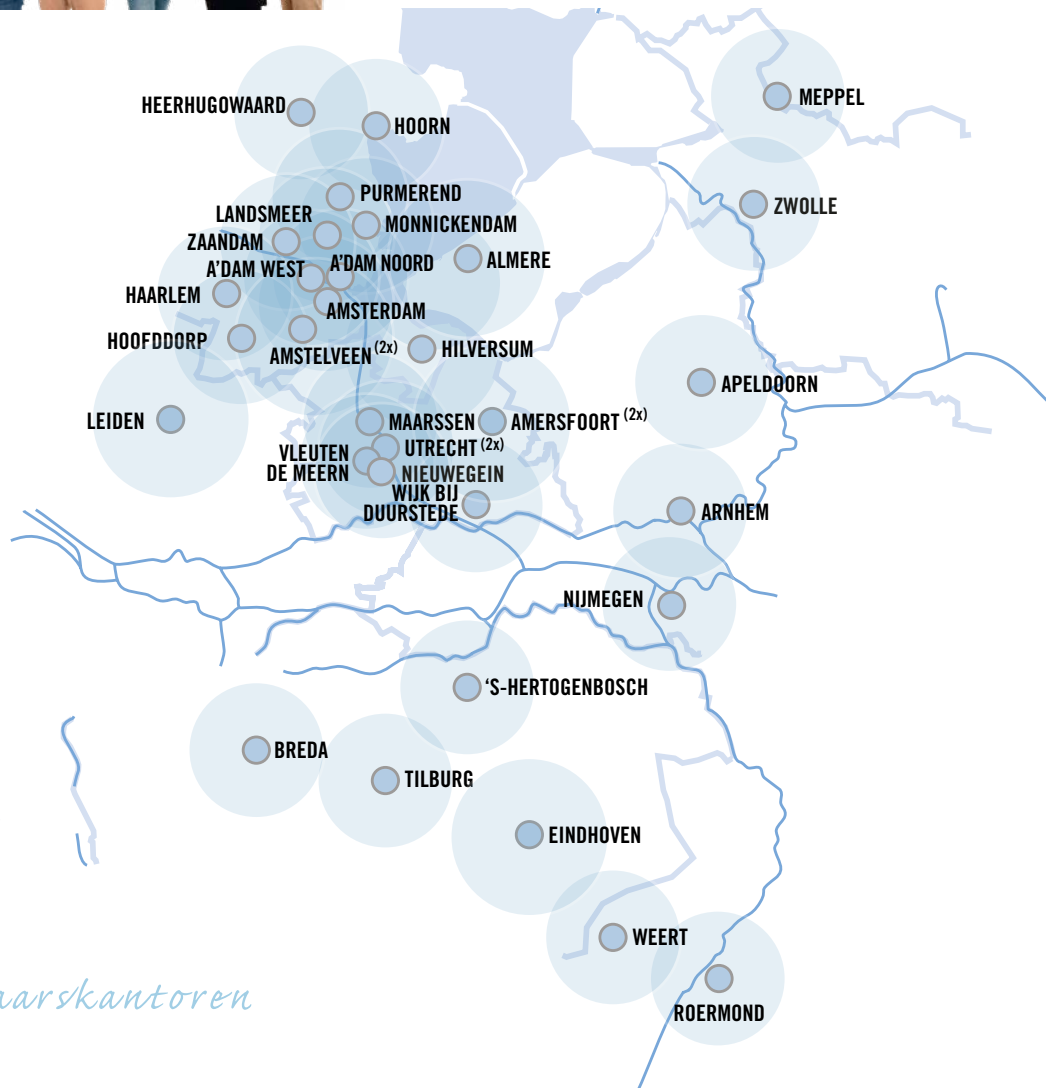 MEPPEL
HEERHUGOWAARD
HOORN
PURMEREND
ZWOLLE
LANDSMEER
MONNICKENDAM
ZAANDAM
A'DAM WEST
A'DAM NOORD
ALMERE
HAARLEM
AMSTERDAM
HOOFDDORP
AMSTELVEEN (2x)
HILVERSUM
APELDOORN
LEIDEN
MAARSSEN
AMERSFOORT (2x)
UTRECHT (2x)
VLEUTEN
DE MEERN
NIEUWEGEIN
WIJK BIJ
DUURSTEDE
ARNHEM
NIJMEGEN
‘S-HERTOGENBOSCH
BREDA
TILBURG
EINDHOVEN
WEERT
ROERMOND
aarskantoren